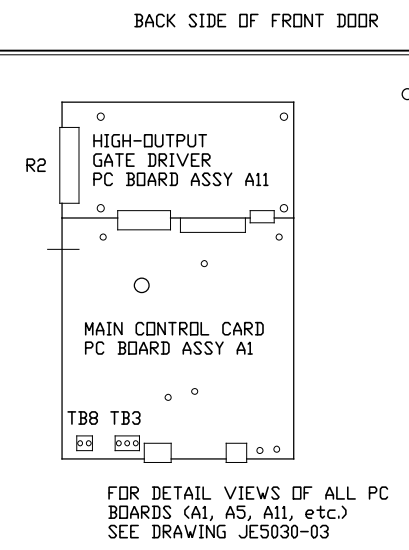 BACK SIDE OF FRONT DOOR
HIGH-OUTPUT
GATE DRIVER
PC BOARD ASSY A11
R2
MAIN CONTROL CARD
PC BOARD ASSY A1
TB8 TB3
FOR DETAIL VIEWS OF ALL PC
BOARDS (A1, A5, A11, etc.)
SEE DRAWING JE5030-03